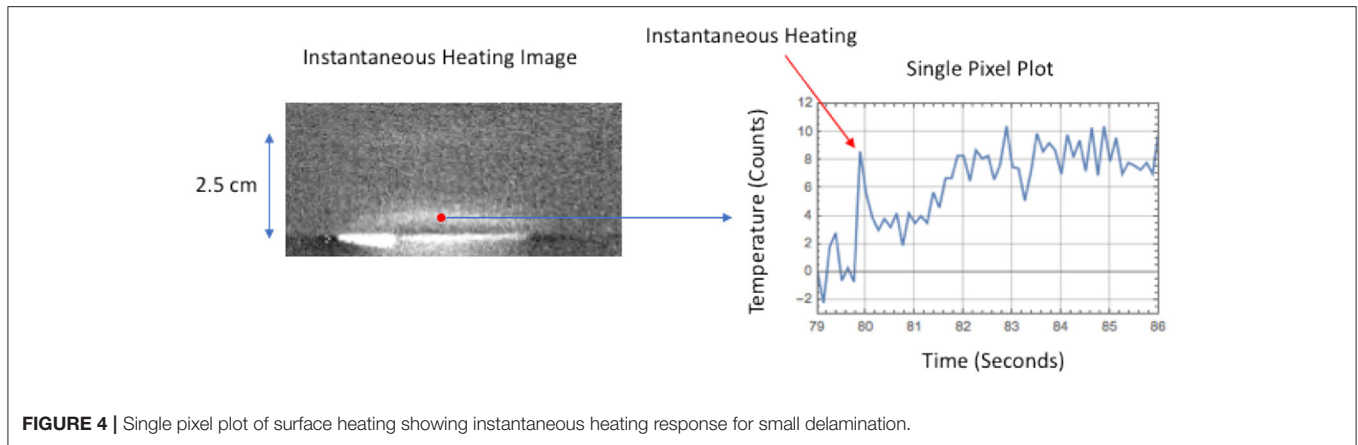 Instantaneous Heating
Instantaneous Heating Image
Single Pixel Plot
2.5 cm
Temperature (Counts)
12
10
8
6
4
2
0
−2
79
80
81
82
83
84
85
86
Time (Seconds)
FIGURE 4 | Single pixel plot of surface heating showing instantaneous heating response for small delamination.